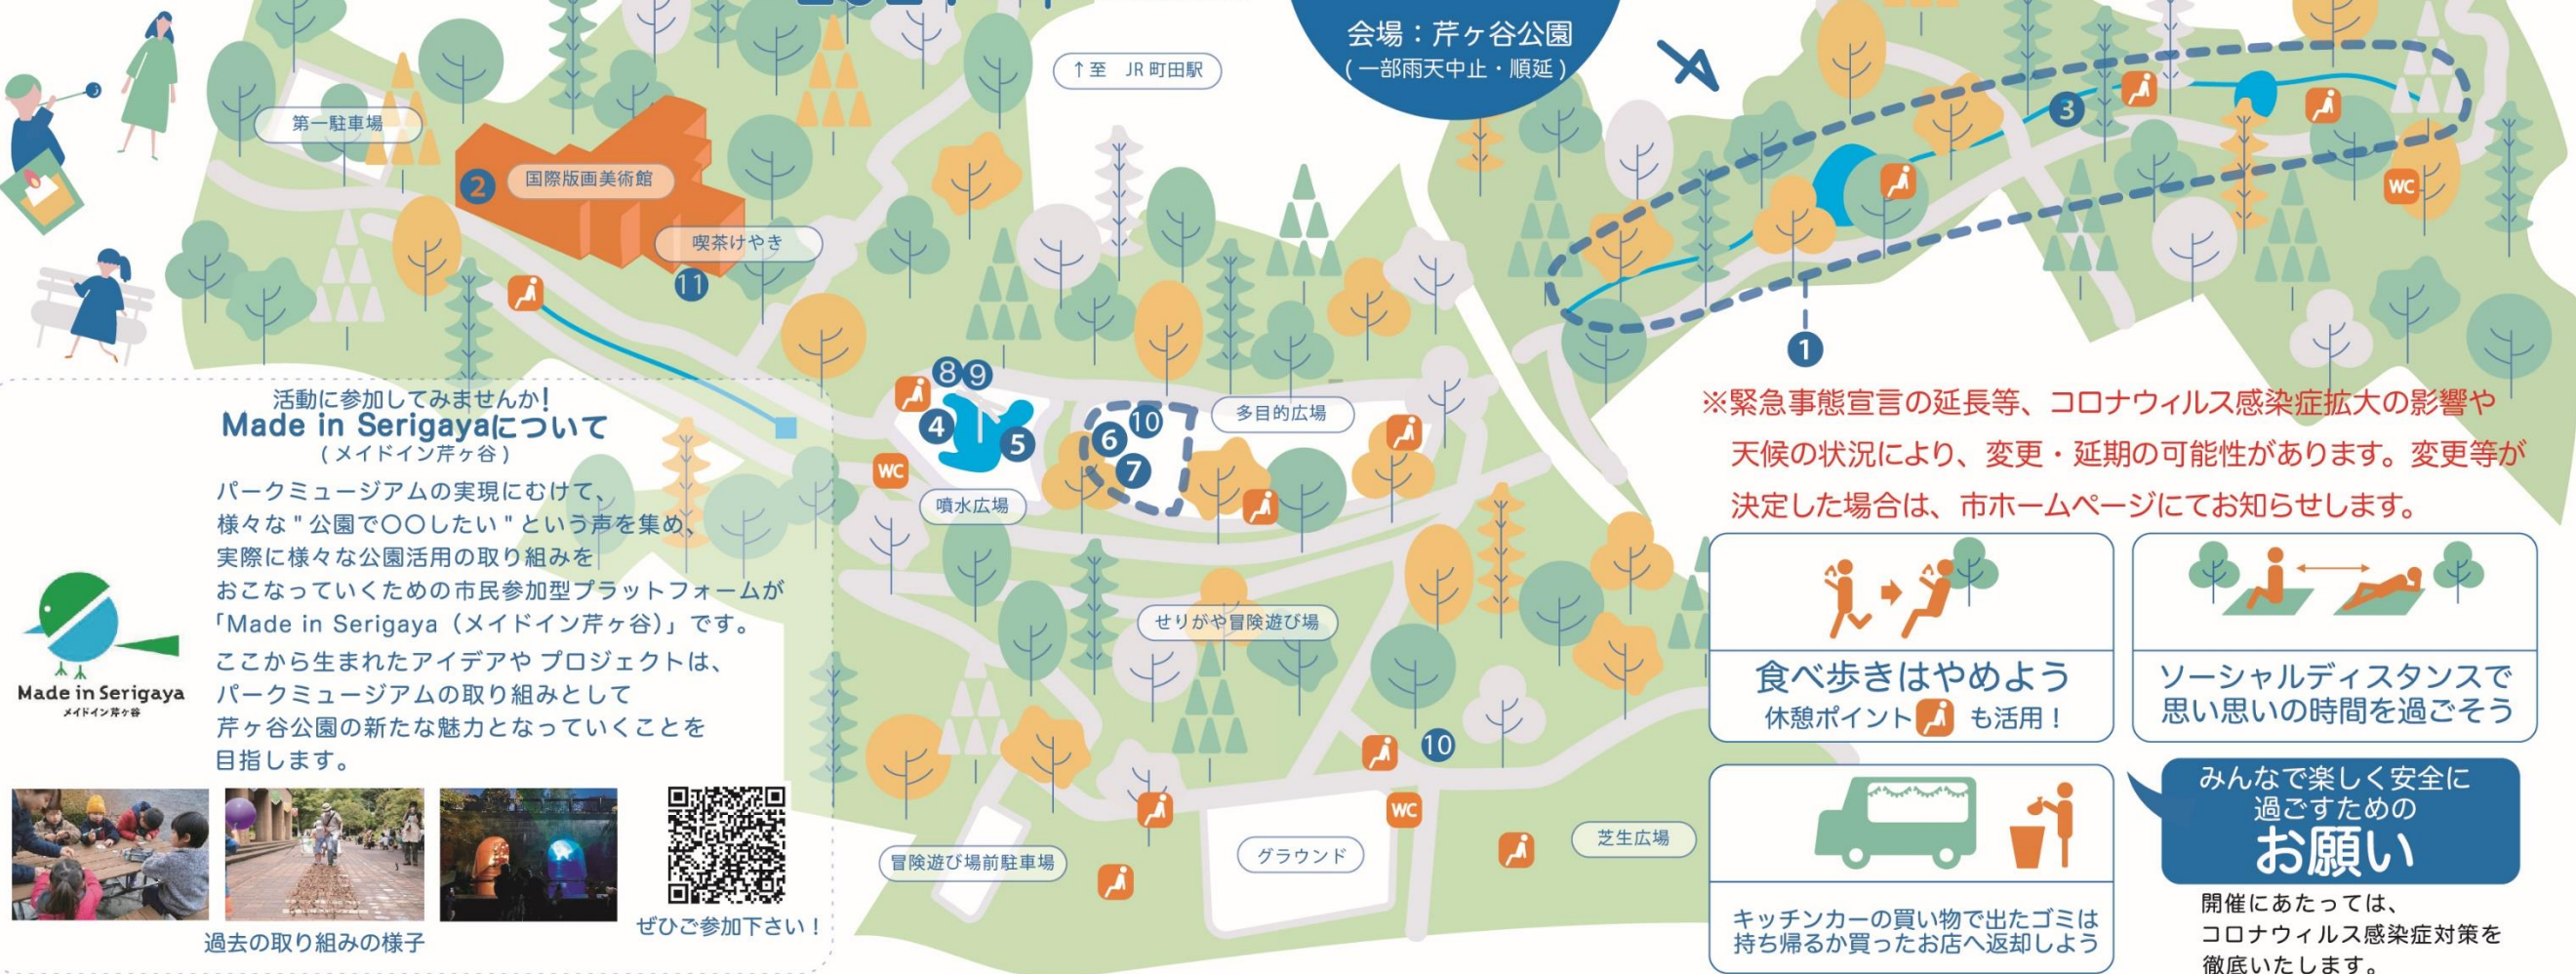 会場：芹ヶ谷公園
(一部雨天中止・順延)
↑至　JR町田駅
第一駐車場
2
国際版画美術館
喫茶けやき
11
3
WC
1
8 9
4
5
6
10
7
多目的広場
WC
噴水広場
せりがや冒険遊び場
10
WC
冒険遊び場前駐車場
グラウンド
芝生広場
活動に参加してみませんか!
Made in Serigayaについて
(メイドイン芹ヶ谷)
パークミュージアムの実現にむけて、
様々な"公園で〇〇したい"という声を集め、
実際に様々な公園活用の取り組みを
おこなっていくための市民参加型プラットフォームが
「Made in Serigaya（メイドイン芹ヶ谷）」です。
ここから生まれたアイデアや プロジェクトは、
パークミュージアムの取り組みとして
芹ヶ谷公園の新たな魅力となっていくことを
目指します。
Made in Serigaya
メイドイン芹ヶ谷
過去の取り組みの様子
ぜひご参加下さい！
※緊急事態宣言の延長等、コロナウィルス感染症拡大の影響や
天候の状況により、変更・延期の可能性があります。変更等が
決定した場合は、市ホームページにてお知らせします。
食べ歩きはやめよう
休憩ポイント も活用！
ソーシャルディスタンスで
思い思いの時間を過ごそう
キッチンカーの買い物で出たゴミは
持ち帰るか買ったお店へ返却しよう
みんなで楽しく安全に
過ごすための
お願い
開催にあたっては、
コロナウィルス感染症対策を
徹底いたします。